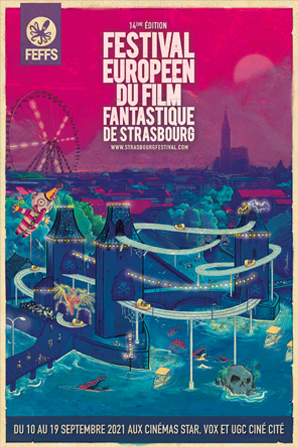 FEFFS
14ÈME ÉDITION
FESTIVAL
EUROPEEN
DU FILM
FANTASTIQUE
DE STRASBOURG
WWW.STRASBOURGFESTIVAL.COM
DU 10 AU 19 SEPTEMBRE 2021 AUX CINÉMAS STAR, VOX ET UGC CINÉ CITÉ